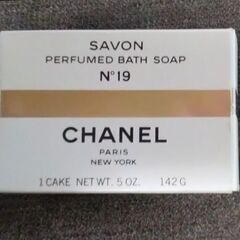 SAVON
PERFUMED BATH SOAP
N°19
CHANEL
PARIS
NEW YORK
1 CAKE NET WT. 5 OZ. 142 G